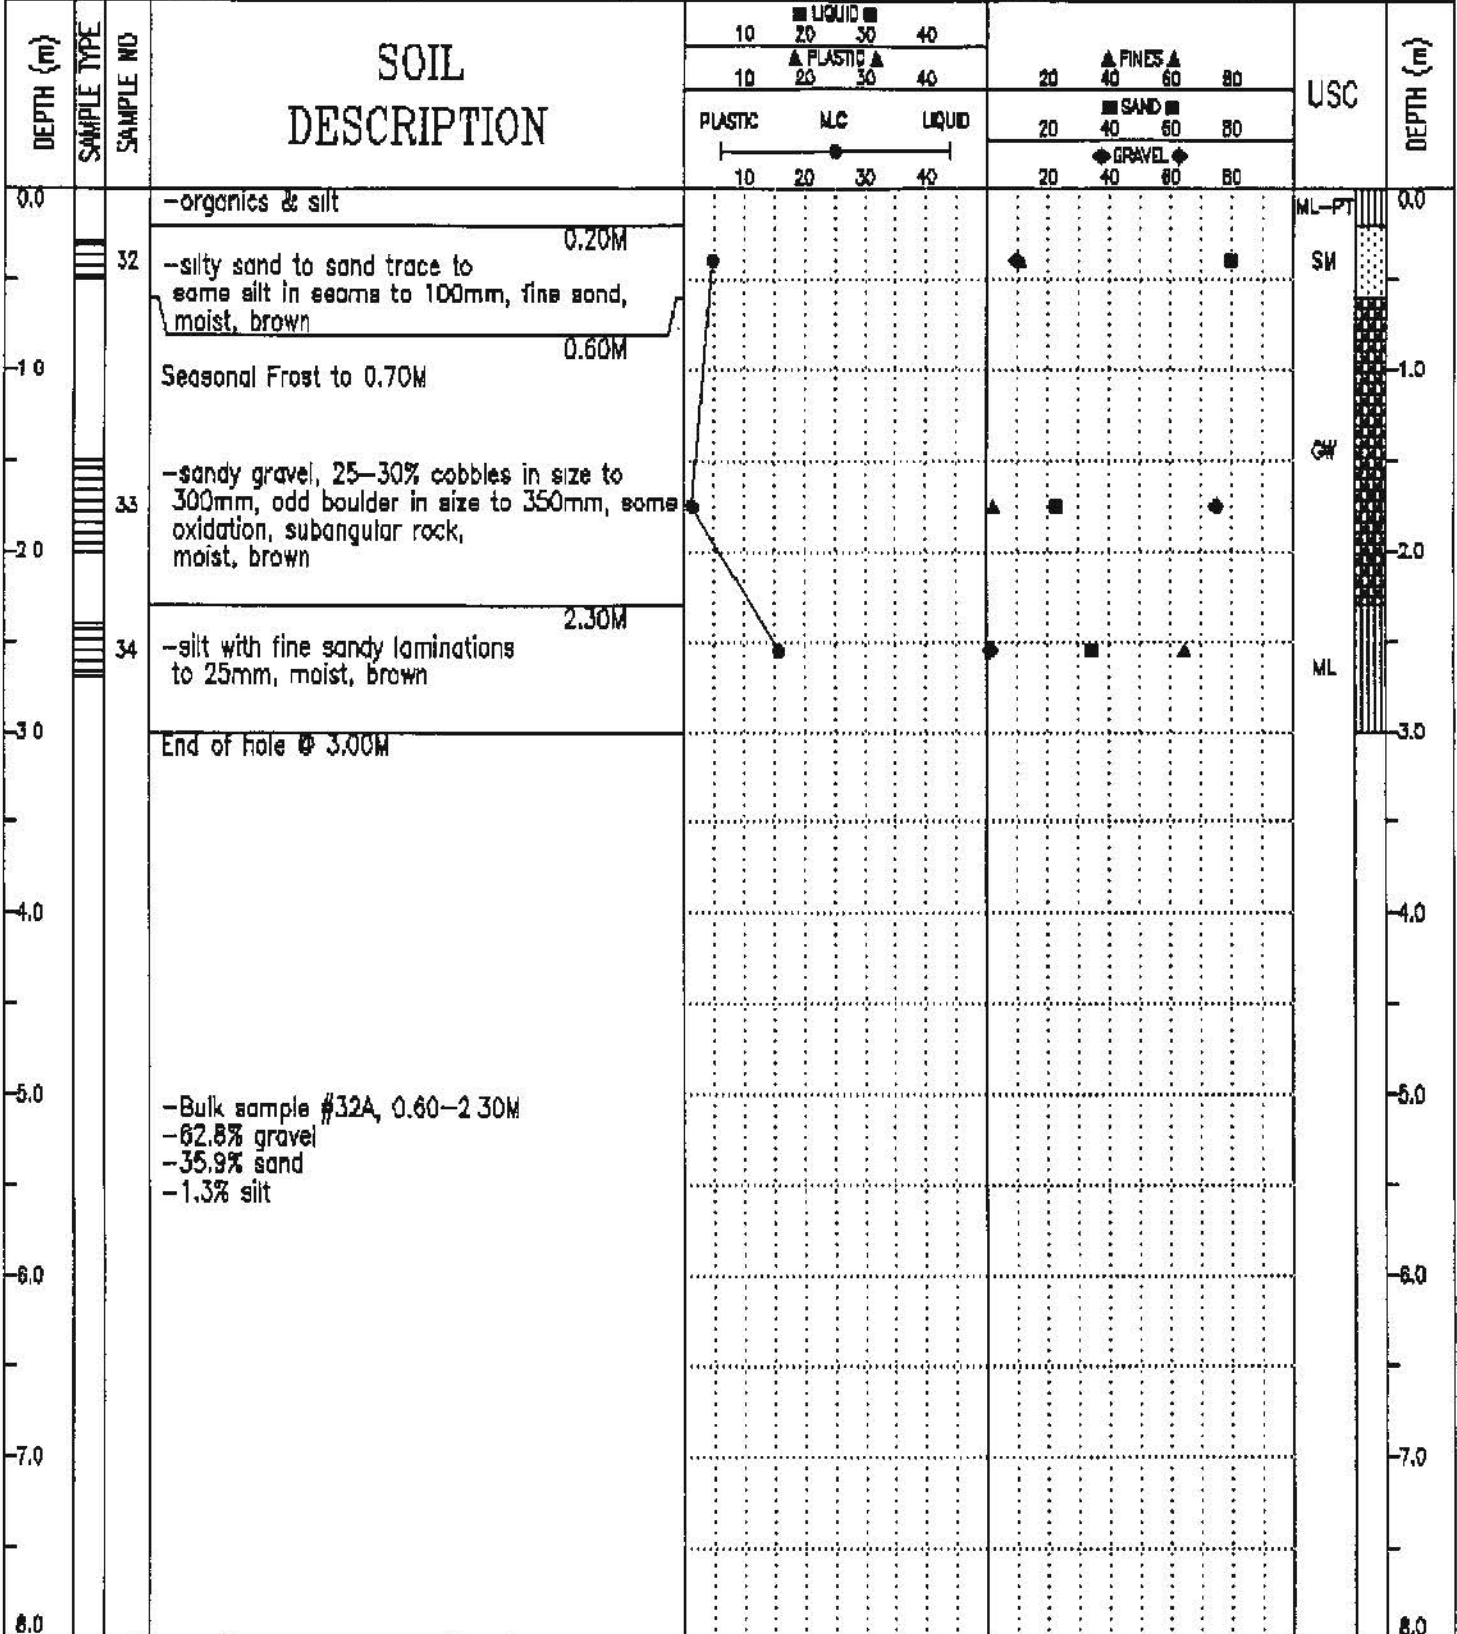 DEPTH (m)
SAMPLE TYPE
SAMPLE NO
SOIL
DESCRIPTION
■ LIQUID ■
10 20 30 40
▲ PLASTIC ▲
10 20 30 40
PLASTIC M.C LIQUID
10 20 30 40
▲ FINES ▲
20 40 60 80
■ SAND ■
20 40 60 80
◆ GRAVEL ◆
20 40 60 80
USC
DEPTH (m)
0.0
-organics & silt
ML-PT
0.0
0.20M
32
-silty sand to sand trace to
some silt in seams to 100mm, fine sand,
moist, brown
SM
0.60M
1 0
Seasonal Frost to 0.70M
1.0
GW
33
-sandy gravel, 25-30% cobbles in size to
300mm, odd boulder in size to 350mm, some
oxidation, subangular rock,
moist, brown
2 0
2.0
2.30M
34
-silt with fine sandy laminations
to 25mm, moist, brown
ML
3 0
End of hole @ 3.00M
3.0
4.0
4.0
5.0
5.0
-Bulk sample #32A, 0.60-2 30M
-62.8% gravel
-35.9% sand
-1.3% silt
6.0
6.0
7.0
7.0
8.0
8.0